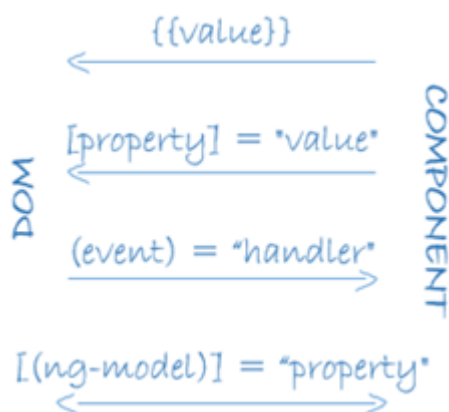 {{value}}
[property] = "value"
(event) = "handler"
[(ng-model)] = "property"
DOM
COMPONENT